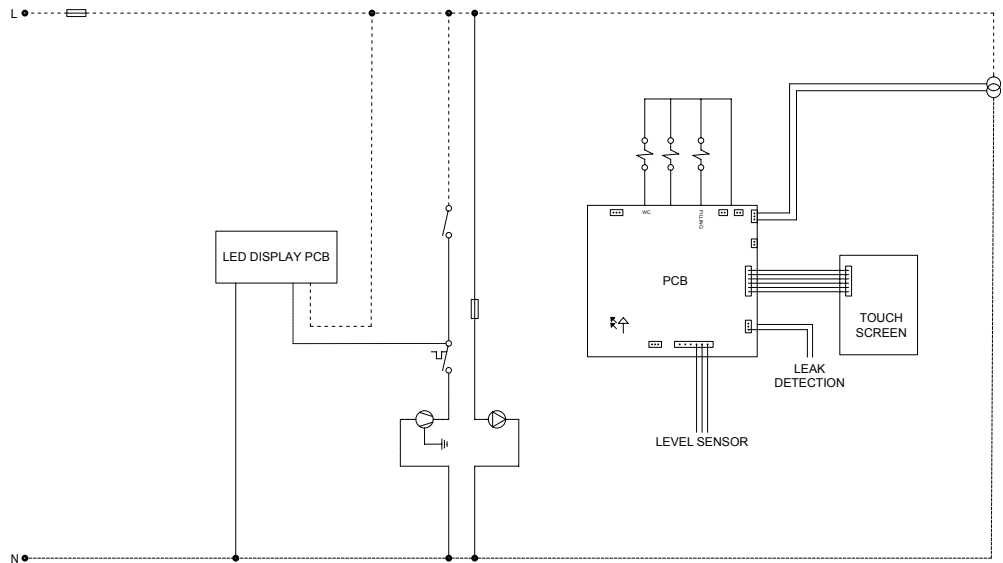 L
WC
FILLING
LED DISPLAY PCB
PCB
TOUCH
SCREEN
LEAK
DETECTION
LEVEL SENSOR
N